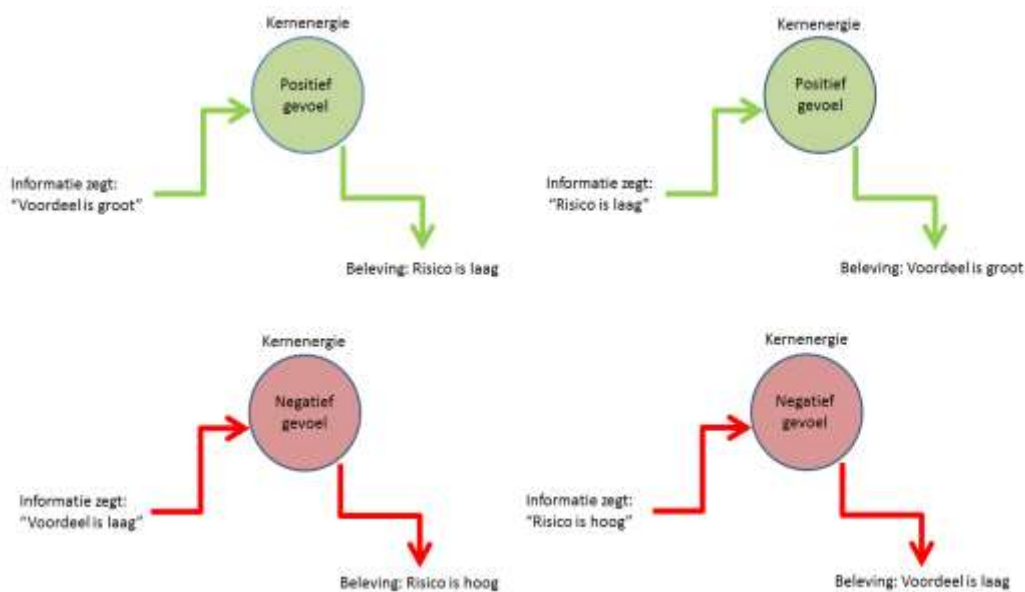 Kernenergie
Positief
gevoel
Informatie zegt:
“Voordeel is groot”
Beleving: Risico is laag
Kernenergie
Positief
gevoel
Informatie zegt:
“Risico is laag”
Beleving: Voordeel is groot
Kernenergie
Negatief
gevoel
Informatie zegt:
“Voordeel is laag”
Beleving: Risico is hoog
Kernenergie
Negatief
gevoel
Informatie zegt:
“Risico is hoog”
Beleving: Voordeel is laag